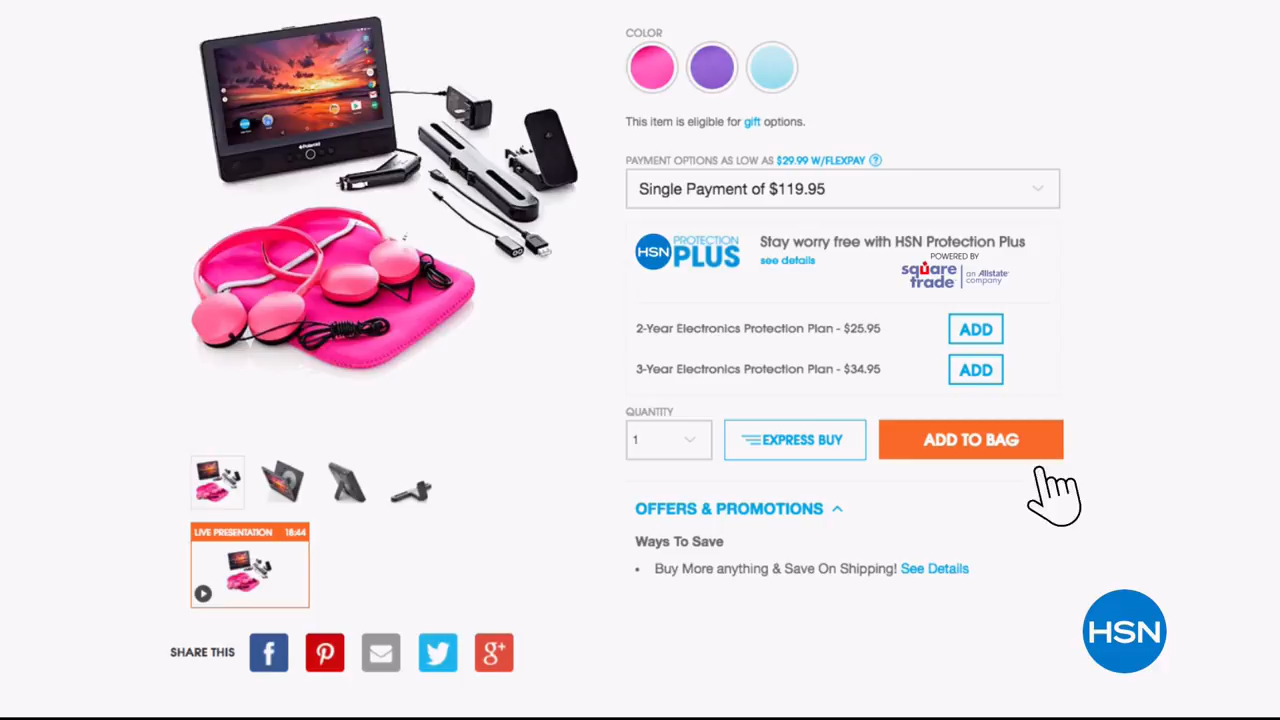 COLOR
This item is eligible for gift options.
PAYMENT OPTIONS AS LOW AS $29.99 W/FLEXPAY ?
Single Payment of $119.95
HSN PROTECTION PLUS
Stay worry free with HSN Protection Plus
see details
POWERED BY
square trade
an Allstate company
2-Year Electronics Protection Plan - $25.95
ADD
3-Year Electronics Protection Plan - $34.95
ADD
QUANTITY
1
EXPRESS BUY
ADD TO BAG
OFFERS & PROMOTIONS
Ways To Save
• Buy More anything & Save On Shipping! See Details
Polaroid
LIVE PRESENTATION 18:44
SHARE THIS
f
g+
HSN